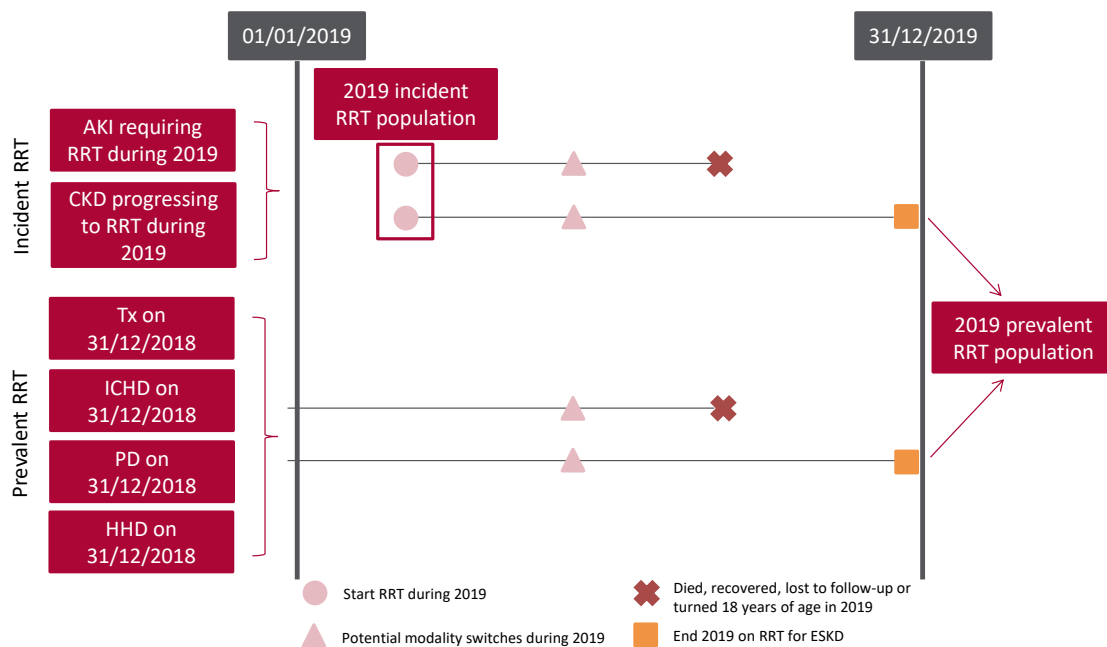 01/01/2019
31/12/2019
2019 incident
RRT population
Incident RRT
AKI requiring
RRT during 2019
CKD progressing
to RRT during
2019
Prevalent RRT
Tx on
31/12/2018
ICHD on
31/12/2018
PD on
31/12/2018
HHD on
31/12/2018
2019 prevalent
RRT population
Start RRT during 2019
Died, recovered, lost to follow-up or
turned 18 years of age in 2019
Potential modality switches during 2019
End 2019 on RRT for ESKD